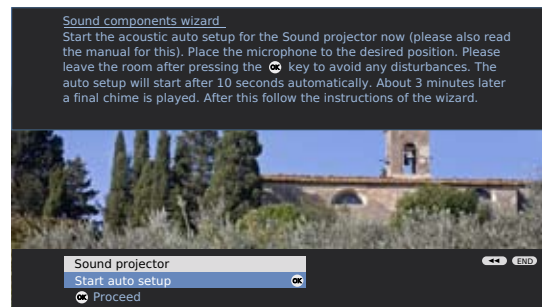 Sound components wizard
Start the acoustic auto setup for the Sound projector now (please also read
the manual for this). Place the microphone to the desired position. Please
leave the room after pressing the OK key to avoid any disturbances. The
auto setup will start after 10 seconds automatically. About 3 minutes later
a final chime is played. After this follow the instructions of the wizard.
Sound projector
END
Start auto setup OK
OK Proceed